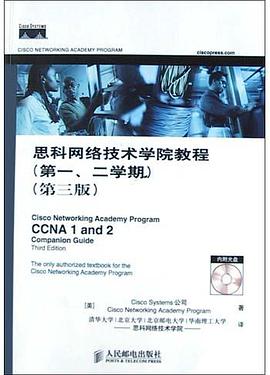 CISCO SYSTEMS
CISCO NETWORKING ACADEMY PROGRAM
ciscopress.com
思科网络技术学院教程
(第一、二学期)
(第三版)
Cisco Networking Academy Program
CCNA 1 and 2
Companion Guide
Third Edition
The only authorized textbook for the
Cisco Networking Academy Program
内附光盘
[美] Cisco Systems 公司
Cisco Networking Academy Program 著
清华大学 | 北京邮电大学 | 华南理工大学 译
思科网络技术学院
人民邮电出版社
POSTS & TELECOM PRESS